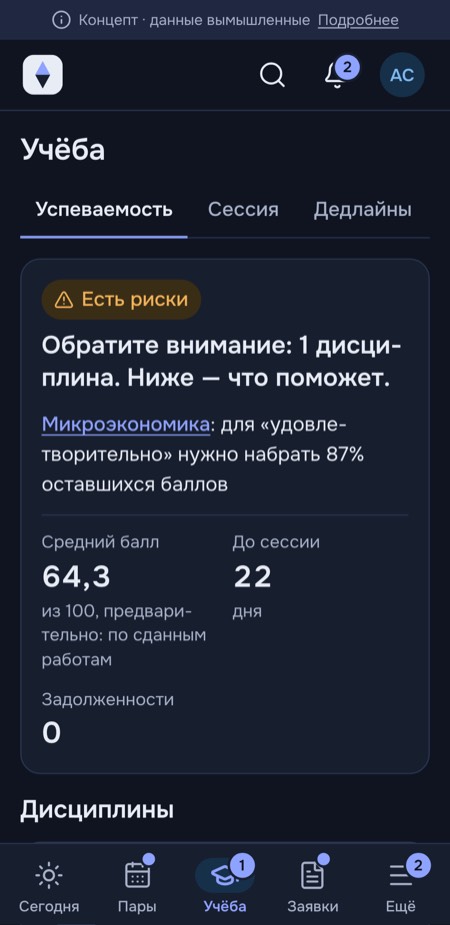 Концепт · данные вымышленные Подробнее
2
АС
Учёба
Успеваемость Сессия Дедлайны
Есть риски
Обратите внимание: 1 дисци-
плина. Ниже — что поможет.
Микроэкономика: для «удовле-
творительно» нужно набрать 87%
оставшихся баллов
Средний балл До сессии
64,3 22
из 100, предвари- дня
тельно: по сданным
работам
Задолженности
0
Дисциплины
1 2
Сегодня Пары Учёба Заявки Ещё